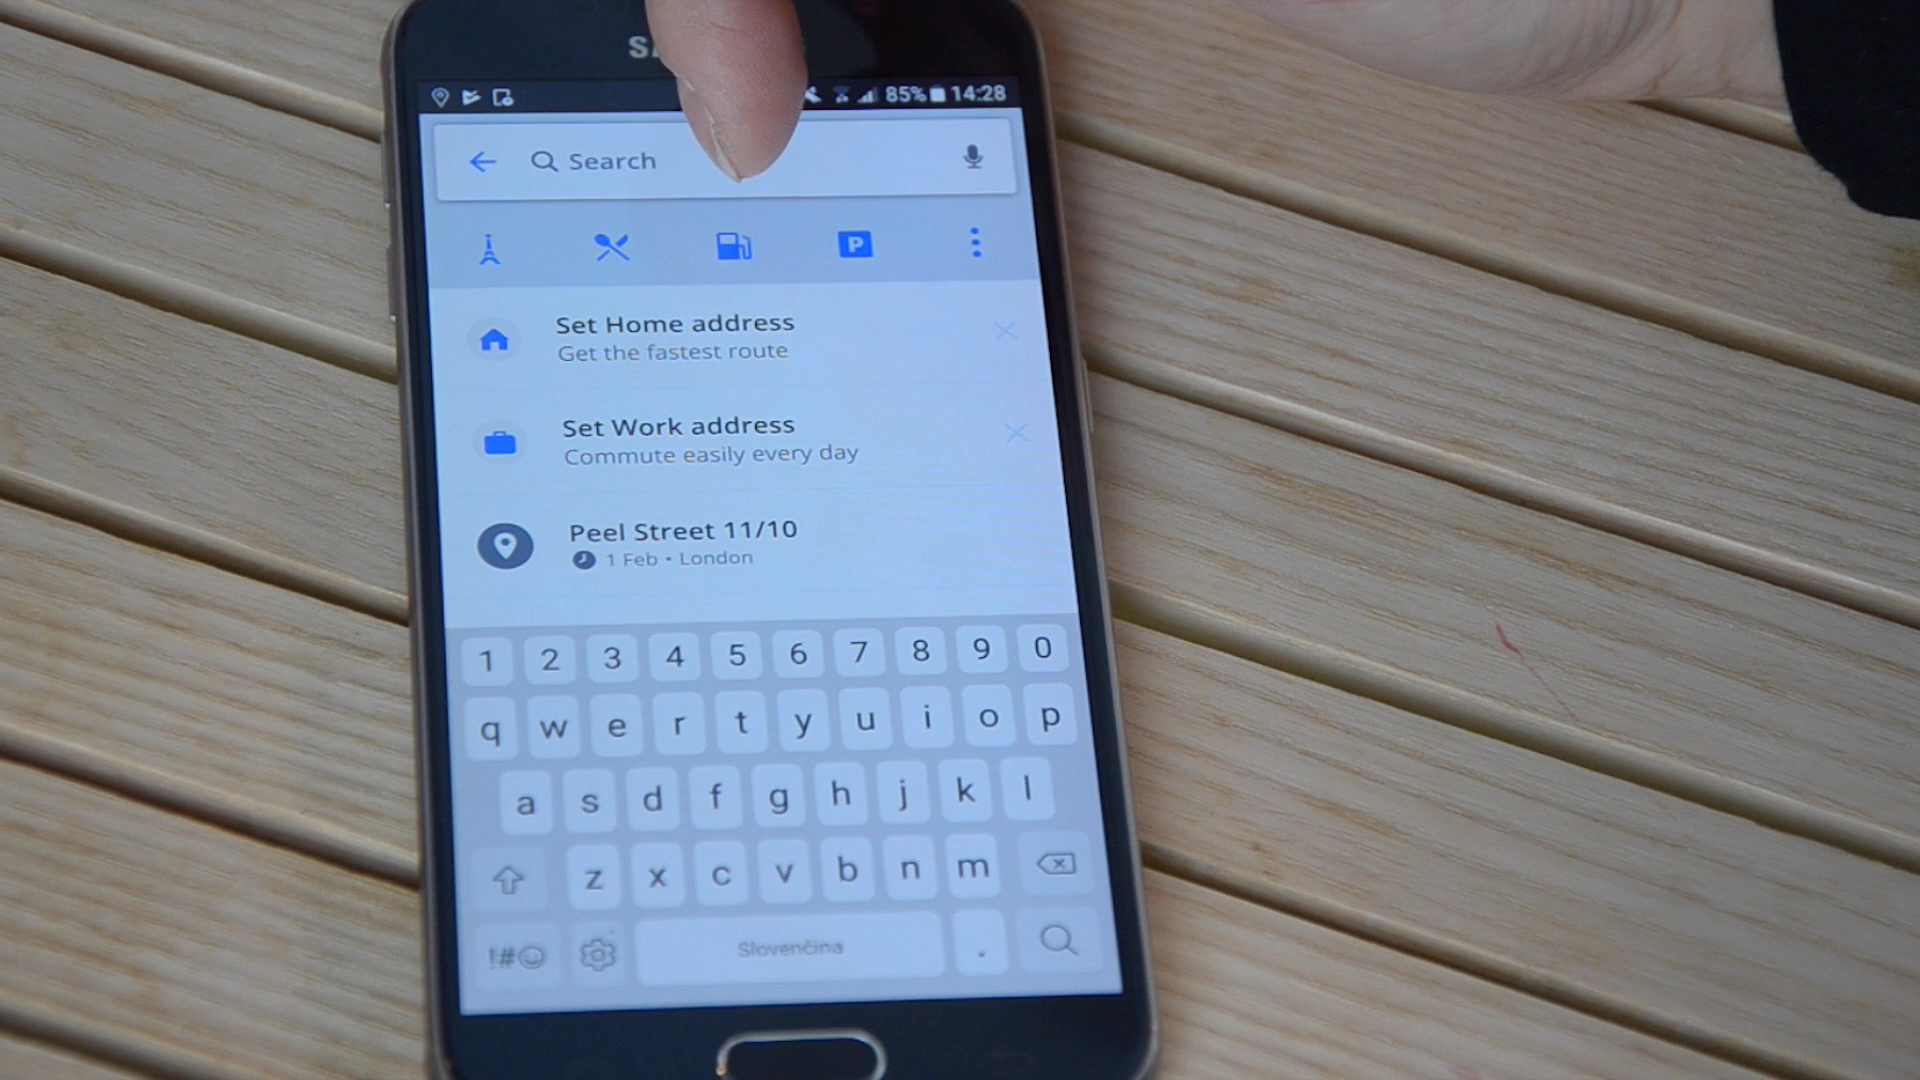 85% 14:28
Search
P
Set Home address
Get the fastest route
Set Work address
Commute easily every day
Peel Street 11/10
1 Feb • London
1 2 3 4 5 6 7 8 9 0
q w e r t y u i o p
a s d f g h j k l
z x c v b n m
!#☺ Slovenčina .